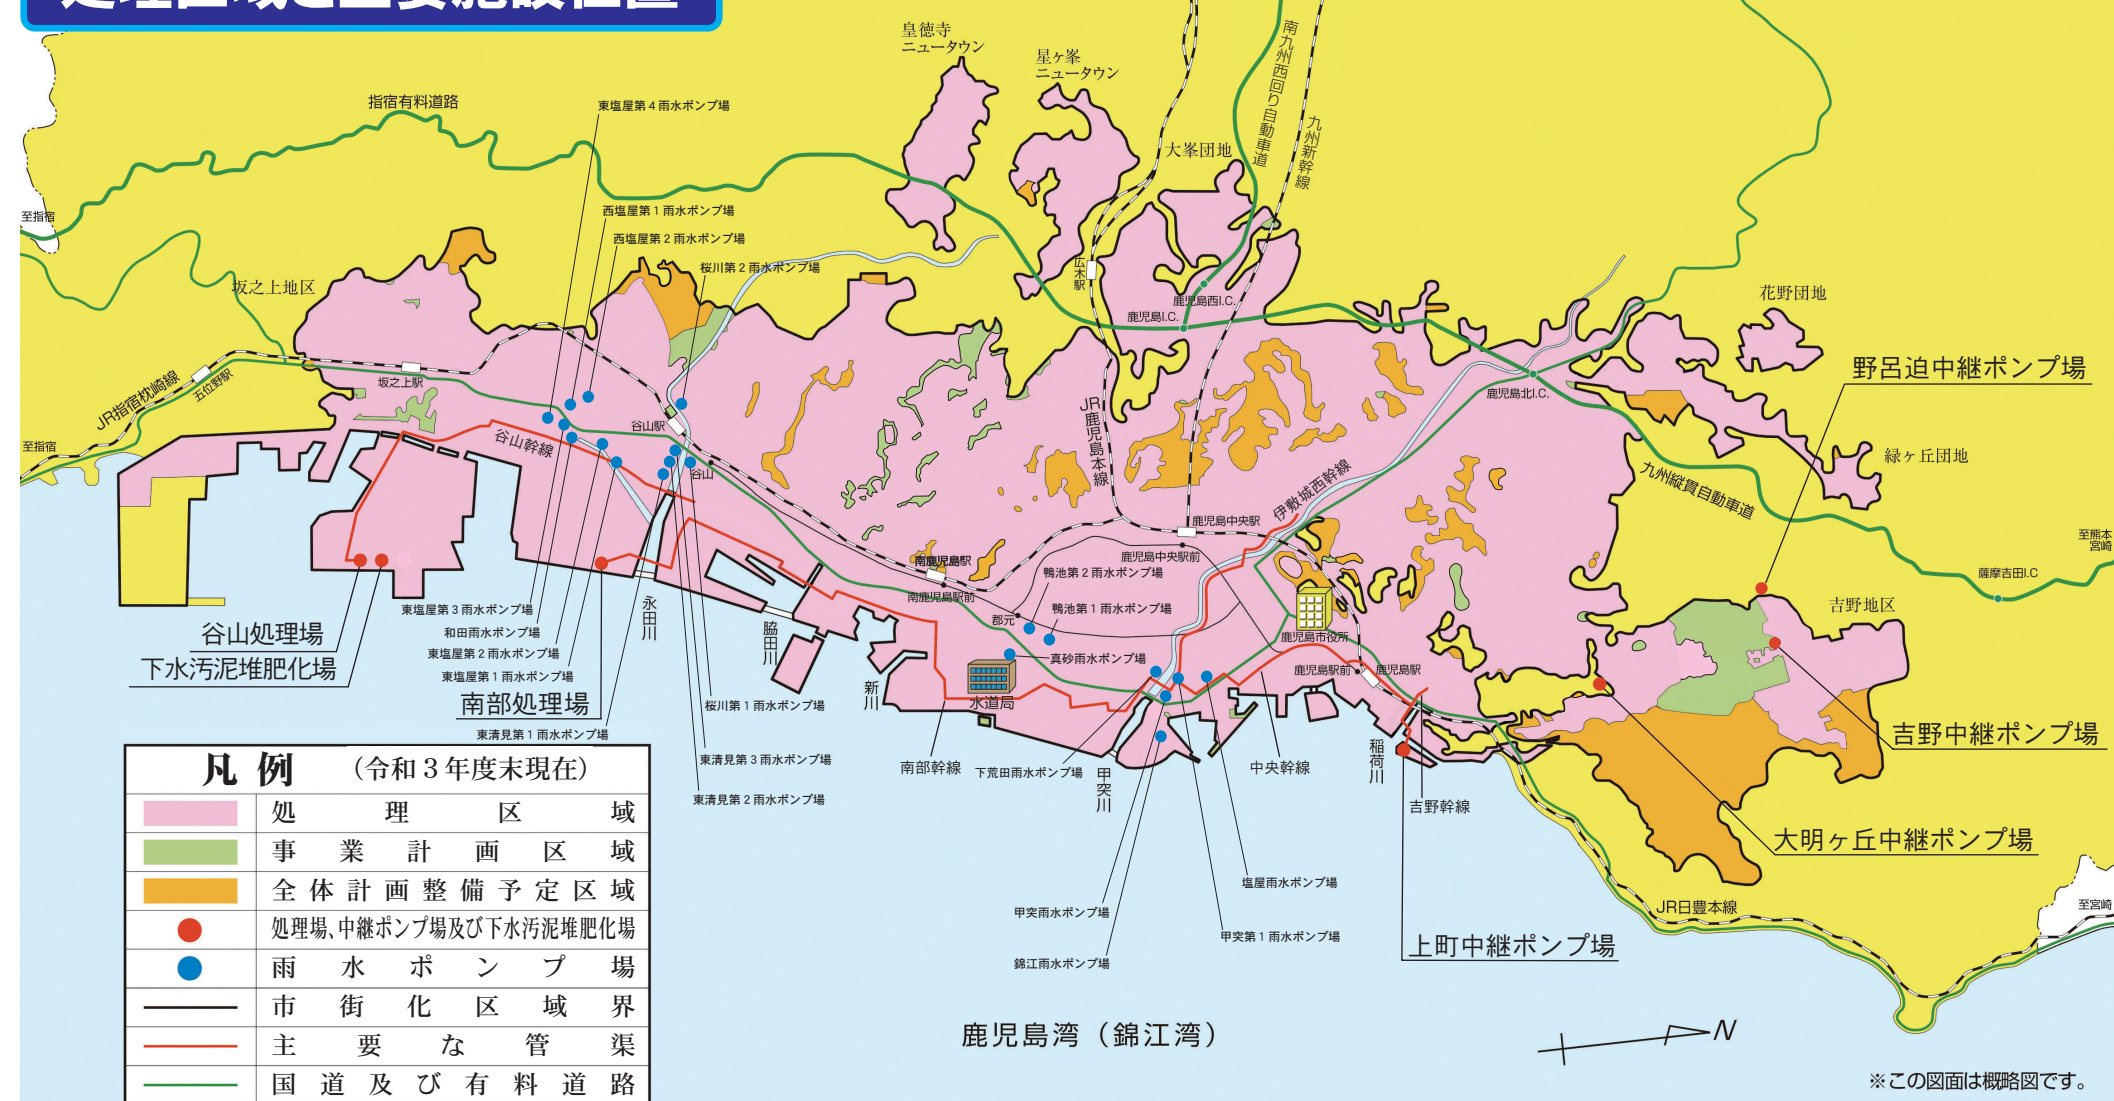 処理区域と主要施設位置
皇徳寺
ニュータウン
星ヶ峯
ニュータウン
南九州西回り自動車道
九州新幹線
指宿有料道路
東塩屋第4雨水ポンプ場
大峯団地
至指宿
西塩屋第1雨水ポンプ場
西塩屋第2雨水ポンプ場
桜川第2雨水ポンプ場
広木駅
坂之上地区
鹿児島西I.C.
鹿児島I.C.
花野団地
野呂迫中継ポンプ場
JR指宿枕崎線
五位野駅
坂之上駅
鹿児島北I.C.
JR鹿児島本線
谷山駅
谷山幹線
至指宿
谷山
緑ヶ丘団地
九州縦貫自動車道
伊敷城西幹線
鹿児島中央駅
鹿児島中央駅前
至熊本
宮崎
南鹿児島駅
南鹿児島駅前
鴨池第2雨水ポンプ場
鴨池第1雨水ポンプ場
薩摩吉田I.C
吉野地区
郡元
東塩屋第3雨水ポンプ場
和田雨水ポンプ場
東塩屋第2雨水ポンプ場
東塩屋第1雨水ポンプ場
永田川
脇田川
新川
谷山処理場
下水汚泥堆肥化場
南部処理場
東清見第1雨水ポンプ場
桜川第1雨水ポンプ場
東清見第3雨水ポンプ場
東清見第2雨水ポンプ場
真砂雨水ポンプ場
水道局
鹿児島市役所
鹿児島駅前
鹿児島駅
吉野中継ポンプ場
南部幹線
下荒田雨水ポンプ場
甲突川
中央幹線
稲荷川
吉野幹線
大明ヶ丘中継ポンプ場
塩屋雨水ポンプ場
甲突雨水ポンプ場
甲突第1雨水ポンプ場
錦江雨水ポンプ場
上町中継ポンプ場
JR日豊本線
至宮崎
凡例 (令和3年度末現在)
処理区域
事業計画区域
全体計画整備予定区域
処理場、中継ポンプ場及び下水汚泥堆肥化場
雨水ポンプ場
市街化区域界
主要な管渠
国道及び有料道路
鹿児島湾(錦江湾)
N
※この図面は概略図です。